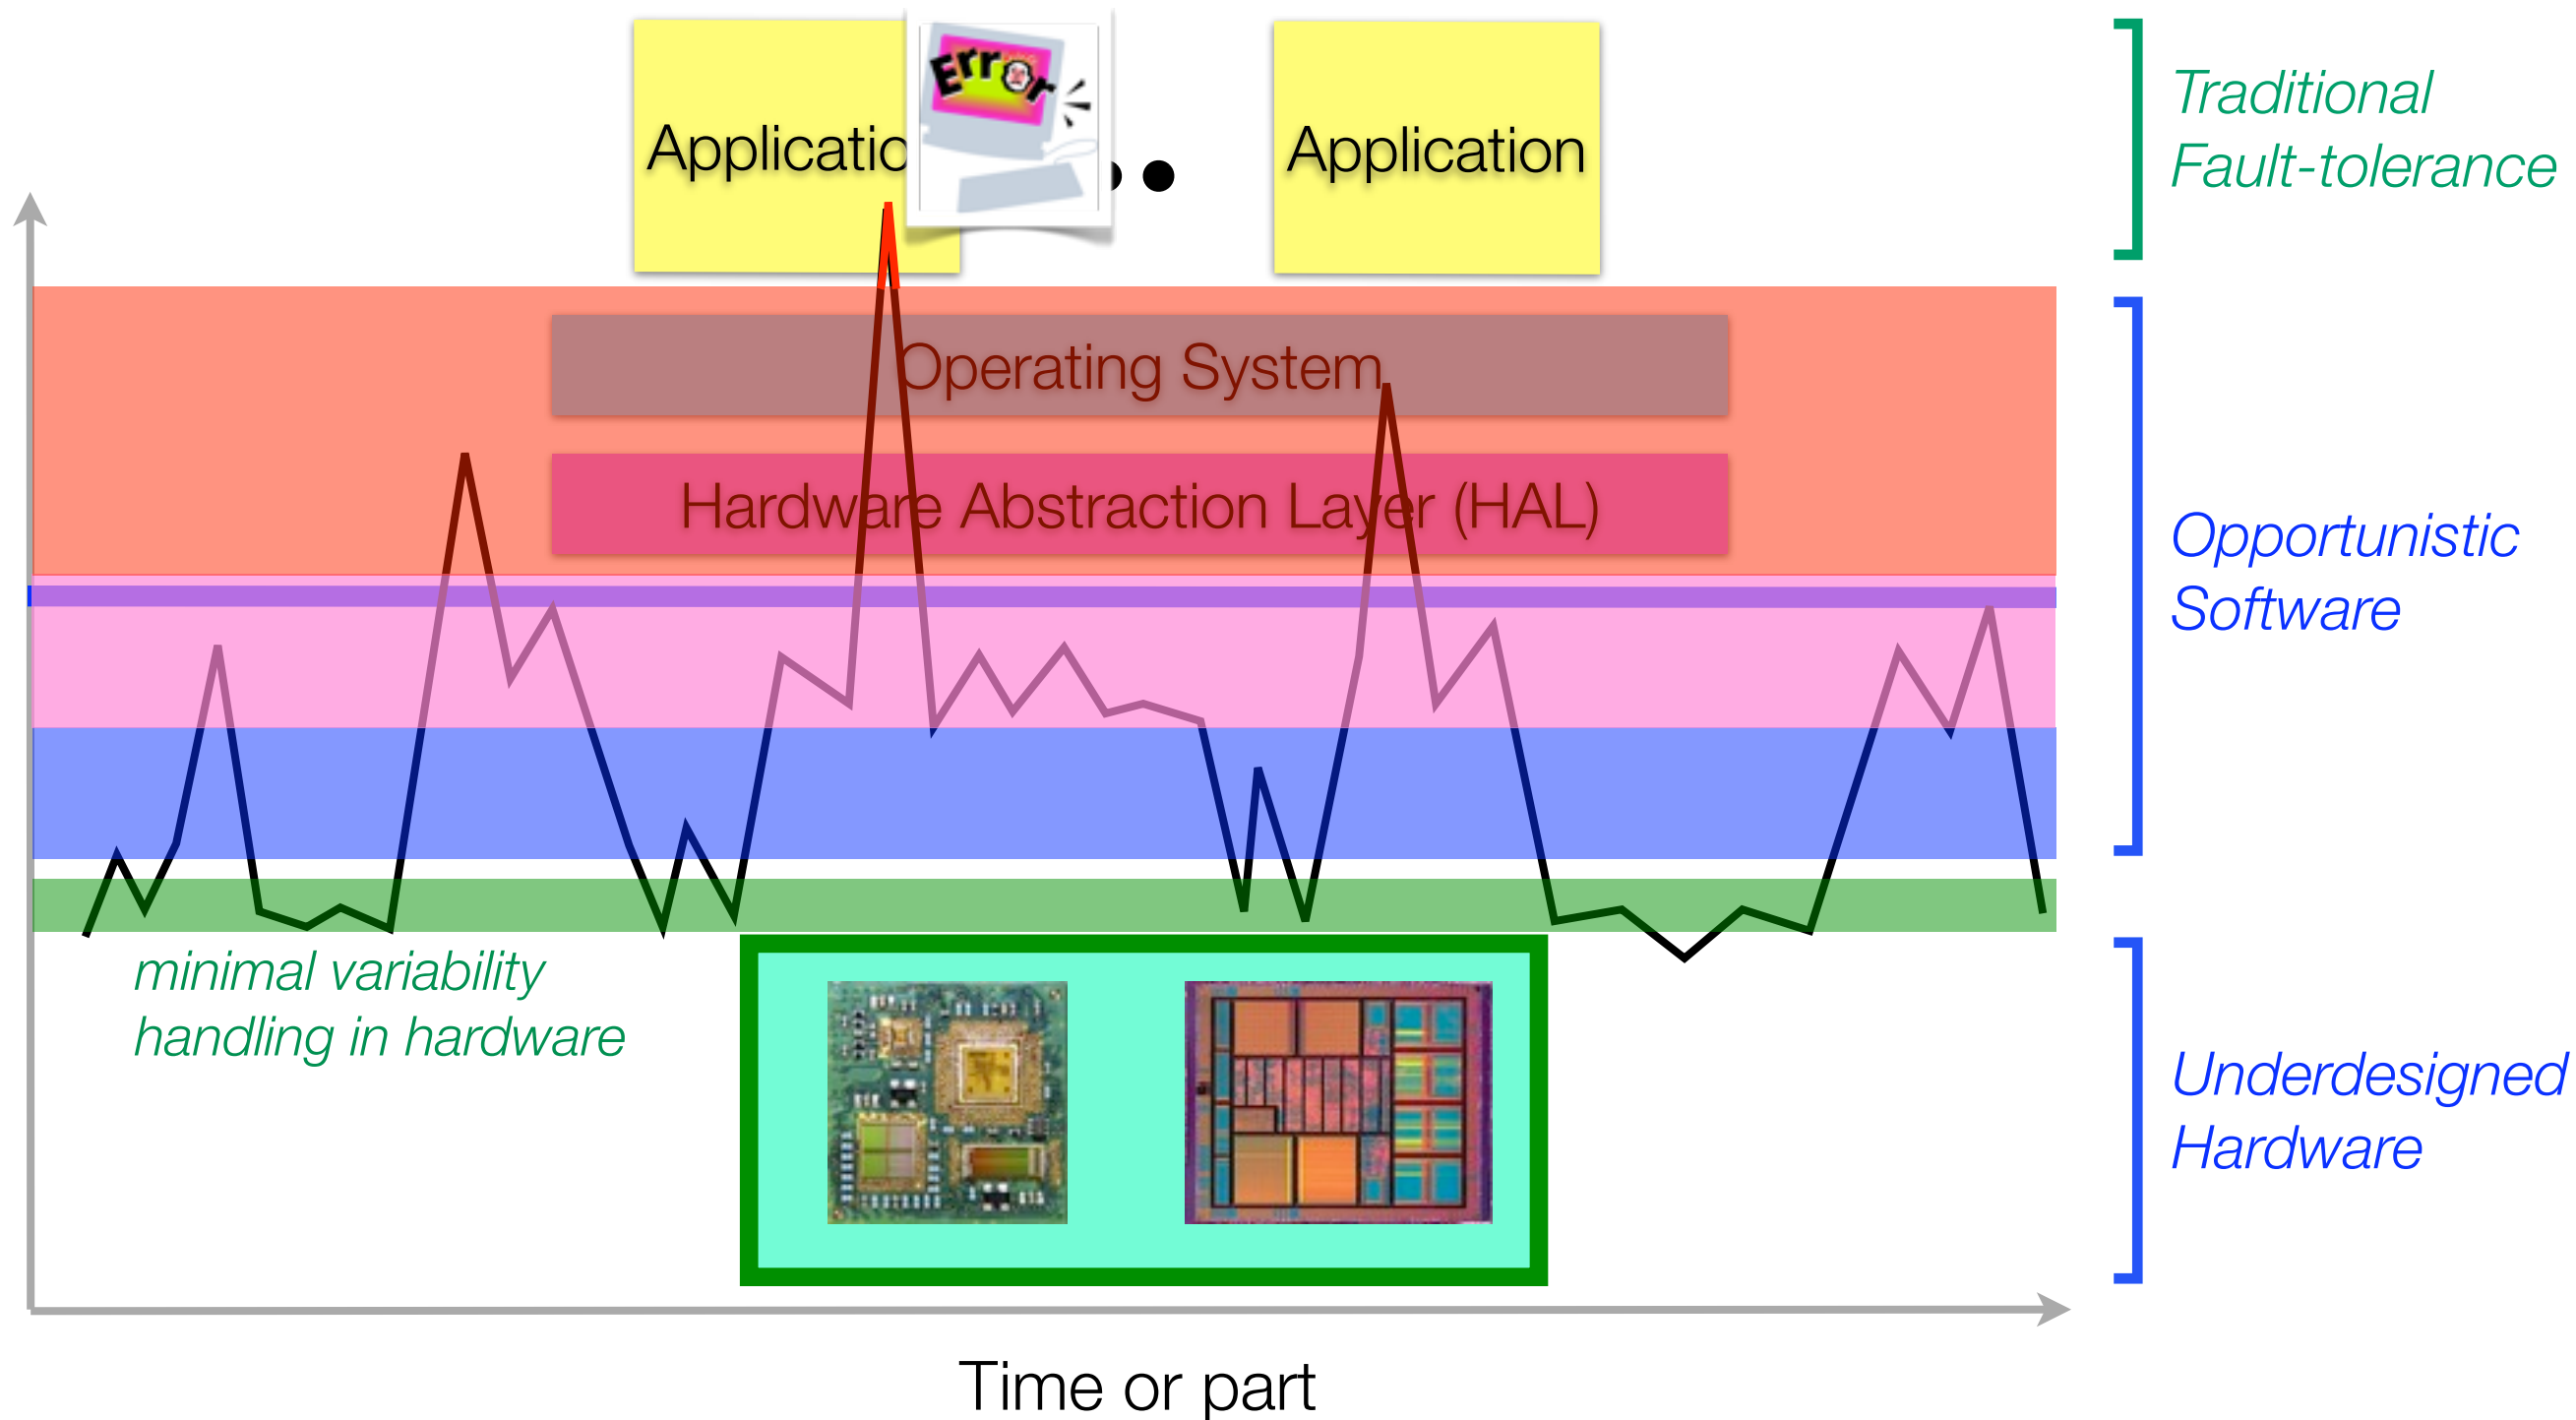 Error
Applicatio
Application
Traditional
Fault-tolerance
Operating System
Hardware Abstraction Layer (HAL)
Opportunistic
Software
minimal variability
handling in hardware
Underdesigned
Hardware
Time or part